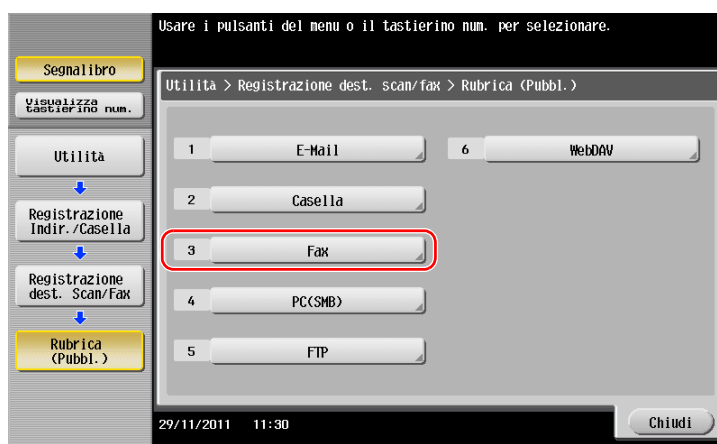 Usare i pulsanti del menu o il tastierino num. per selezionare.
Segnalibro
Visualizza
tastierino num.
Utilità
Registrazione
Indir./Casella
Registrazione
dest. Scan/Fax
Rubrica
(Pubbl.)
Utilità > Registrazione dest. scan/fax > Rubrica (Pubbl.)
1 E-Mail
6 WebDAV
2 Casella
3 Fax
4 PC(SMB)
5 FTP
29/11/2011 11:30
Chiudi